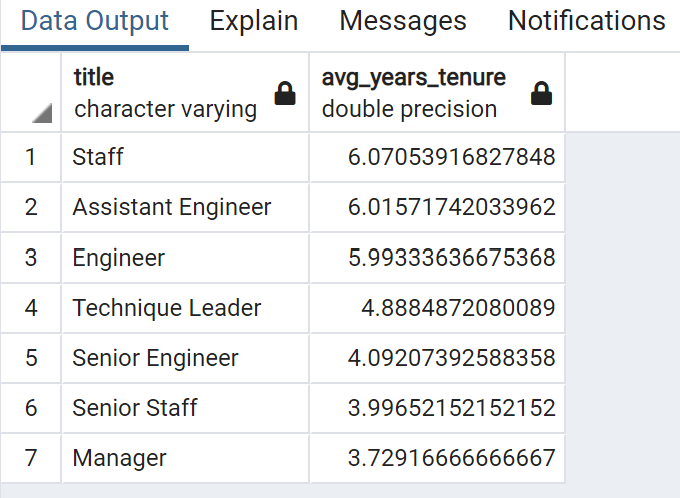 Data Output Explain Messages Notifications
title avg_years_tenure
character varying double precision
1 Staff 6.07053916827848
2 Assistant Engineer 6.01571742033962
3 Engineer 5.99333636675368
4 Technique Leader 4.8884872080089
5 Senior Engineer 4.09207392588358
6 Senior Staff 3.99652152152152
7 Manager 3.72916666666667